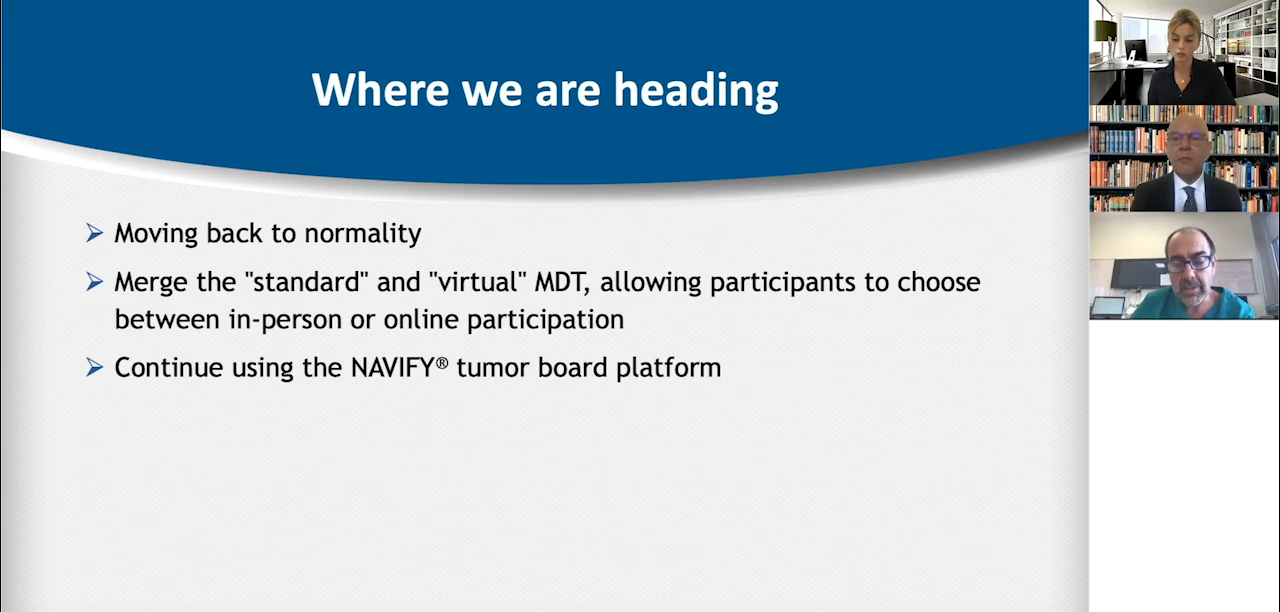 Where we are heading
Moving back to normality
Merge the "standard" and "virtual" MDT, allowing participants to choose
between in-person or online participation
Continue using the NAVIFY® tumor board platform